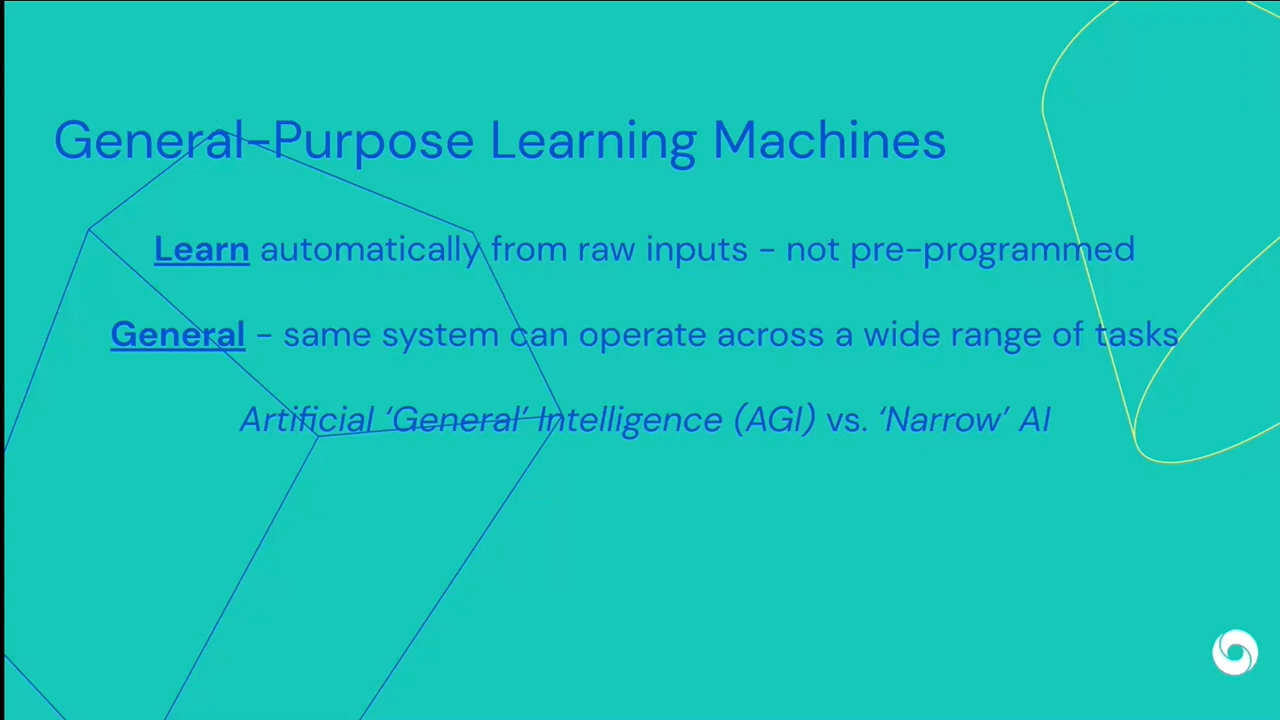 General-Purpose Learning Machines
Learn automatically from raw inputs - not pre-programmed
General - same system can operate across a wide range of tasks
Artificial ‘General’ Intelligence (AGI) vs. ‘Narrow’ AI